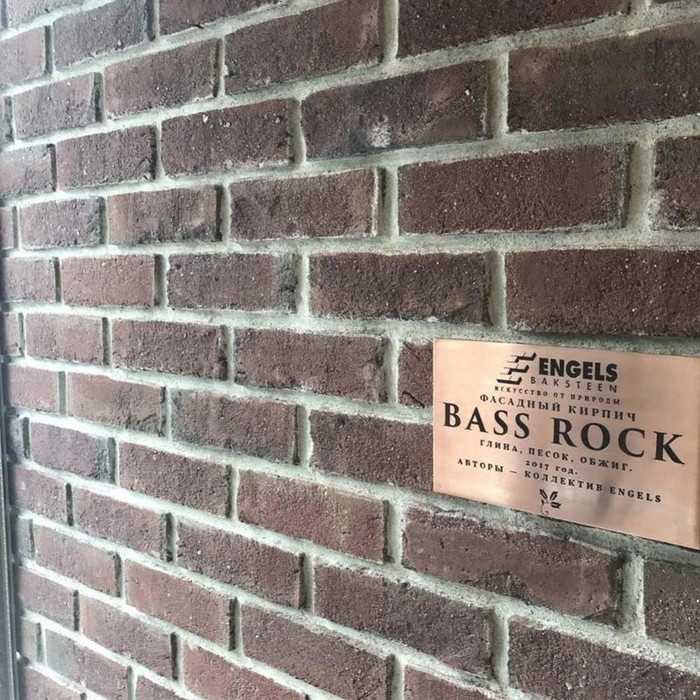 ENGELS
BAKSTEEN
ИСКУССТВО ОТ ПРИРОДЫ
ФАСАДНЫЙ КИРПИЧ
BASS ROCK
ГЛИНА, ПЕСОК, ОБЖИГ.
2017 ГОД.
АВТОРЫ — КОЛЛЕКТИВ ENGELS